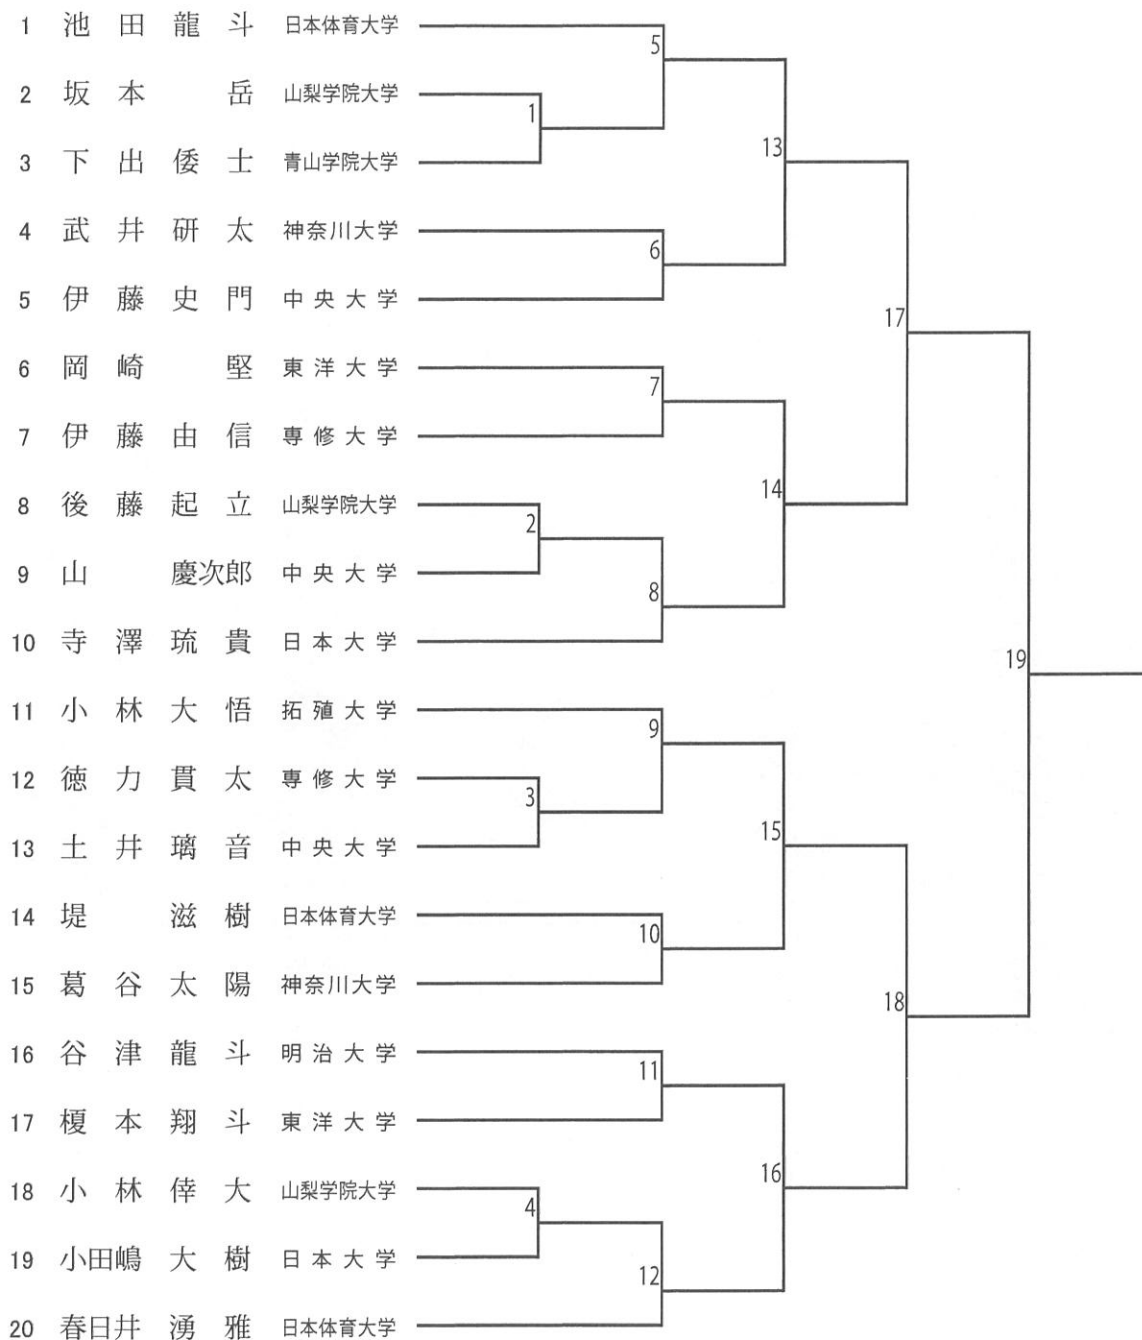 1 池田龍斗 日本体育大学
5
2 坂本岳 山梨学院大学
1
13
3 下出倭士 青山学院大学
4 武井研太 神奈川大学
6
5 伊藤史門 中央大学
17
6 岡崎堅 東洋大学
7
7 伊藤由信 専修大学
14
8 後藤起立 山梨学院大学
2
9 山慶次郎 中央大学
8
10 寺澤琉貴 日本大学
19
11 小林大悟 拓殖大学
9
12 徳力貫太 専修大学
3
15
13 土井璃音 中央大学
14 堤滋樹 日本体育大学
10
15 葛谷太陽 神奈川大学
18
16 谷津龍斗 明治大学
11
17 榎本翔斗 東洋大学
16
18 小林倖大 山梨学院大学
4
19 小田嶋大樹 日本大学
12
20 春日井湧雅 日本体育大学